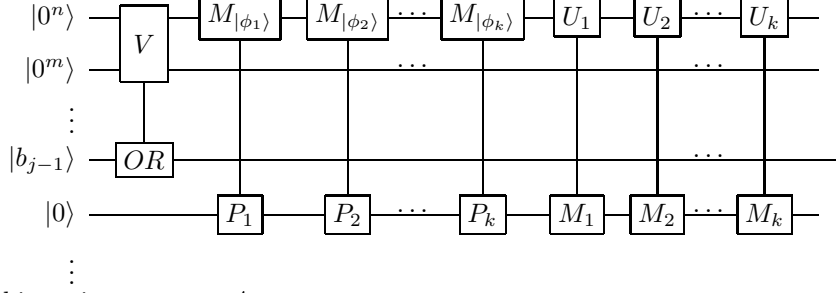 |0^n⟩ V M_{|ϕ_1⟩} M_{|ϕ_2⟩} ··· M_{|ϕ_k⟩} U_1 U_2 ··· U_k
|0^m⟩ ··· ···
⋮
|b_{j−1}⟩ OR ···
|0⟩ P_1 P_2 ··· P_k M_1 M_2 ··· M_k
⋮